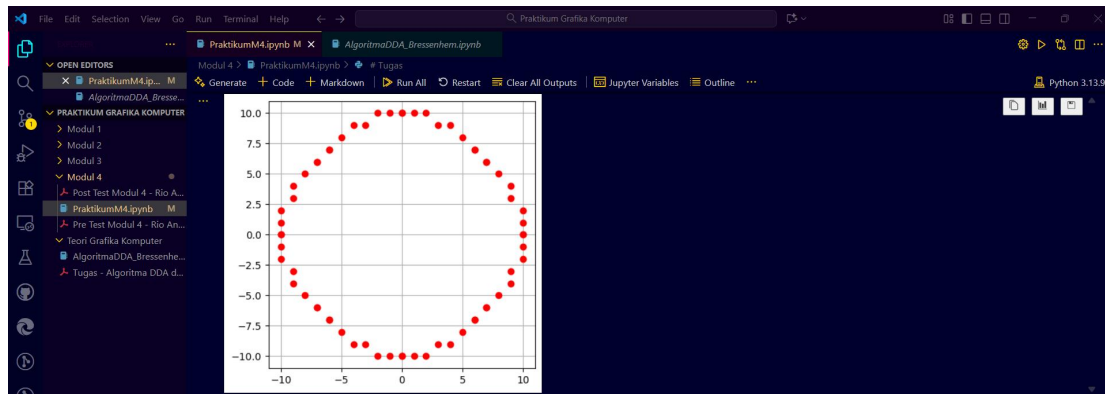 File Edit Selection View Go Run Terminal Help
Praktikum Grafika Komputer
PraktikumM4.ipynb M
AlgoritmaDDA_Bressenhem.ipynb
Modul 4 > PraktikumM4.ipynb > # Tugas
Generate Code Markdown Run All Restart Clear All Outputs Jupyter Variables Outline ...
Python 3.13.9
OPEN EDITORS
PraktikumM4.ip... M
AlgoritmaDDA_Bresse...
PRAKTIKUM GRAFIKA KOMPUTER
Modul 1
Modul 2
Modul 3
Modul 4
Post Test Modul 4 - Rio A...
PraktikumM4.ipynb M
Pre Test Modul 4 - Rio An...
Teori Grafika Komputer
AlgoritmaDDA_Bressenhe...
Tugas - Algoritma DDA d...
1
10.0
7.5
5.0
2.5
0.0
−2.5
−5.0
−7.5
−10.0
−10 −5 0 5 10